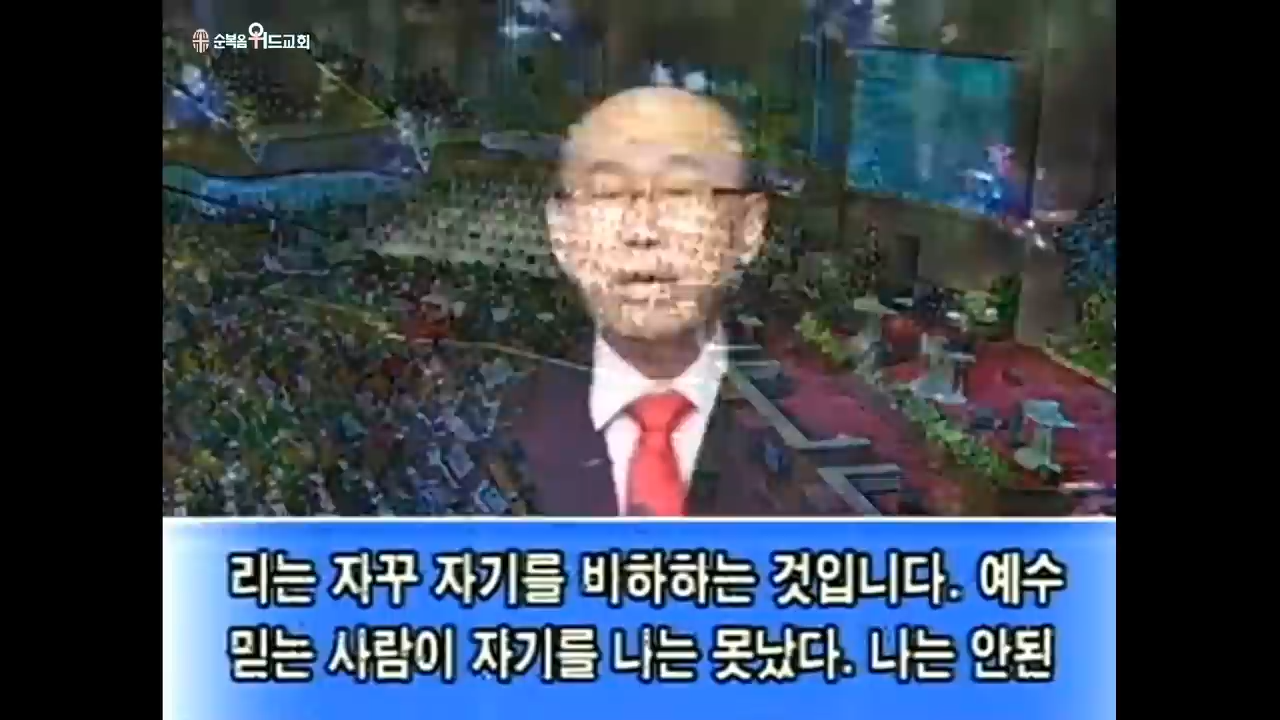 순복음위드교회
리는 자꾸 자기를 비하하는 것입니다. 예수
믿는 사람이 자기를 나는 못났다. 나는 안된